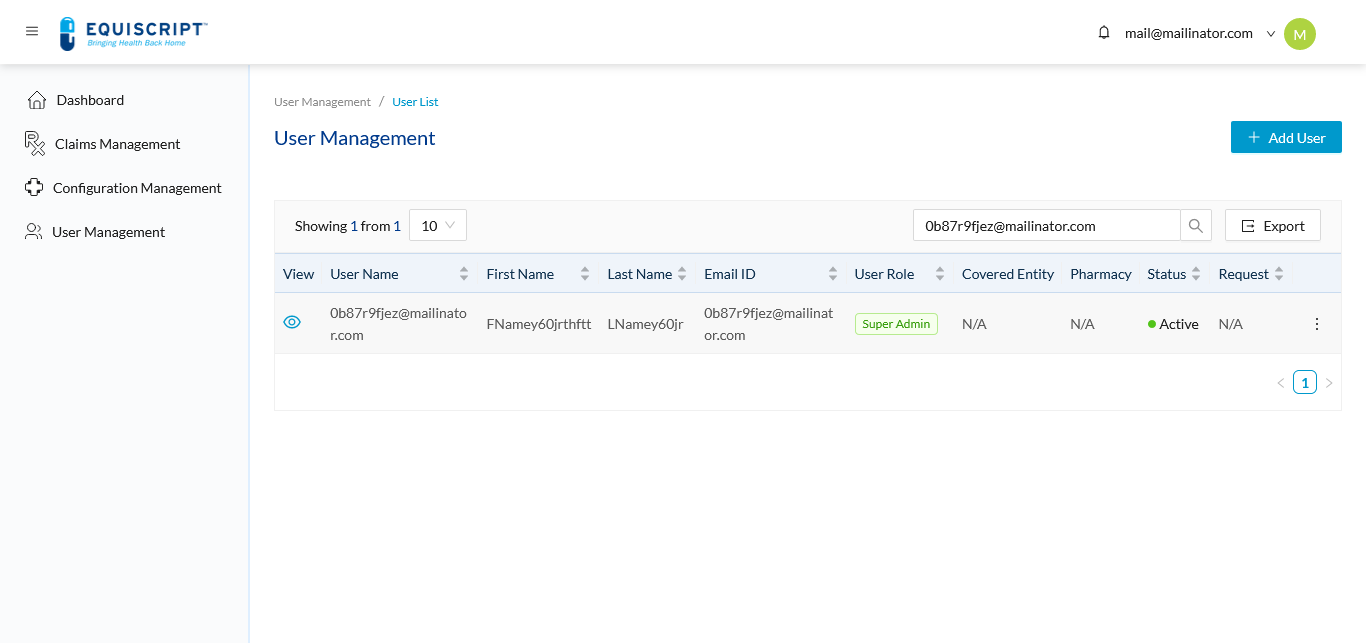 EQUISCRIPT™
Bringing Health Back Home
mail@mailinator.com
M
Dashboard
Claims Management
Configuration Management
User Management
User Management / User List
User Management
+ Add User
Showing 1 from 1 10
0b87r9fjez@mailinator.com
Export
View User Name First Name Last Name Email ID User Role Covered Entity Pharmacy Status Request
0b87r9fjez@mailinato
r.com
FNamey60jrthftt LNamey60jr
0b87r9fjez@mailinat
or.com
Super Admin N/A N/A Active N/A
< 1 >